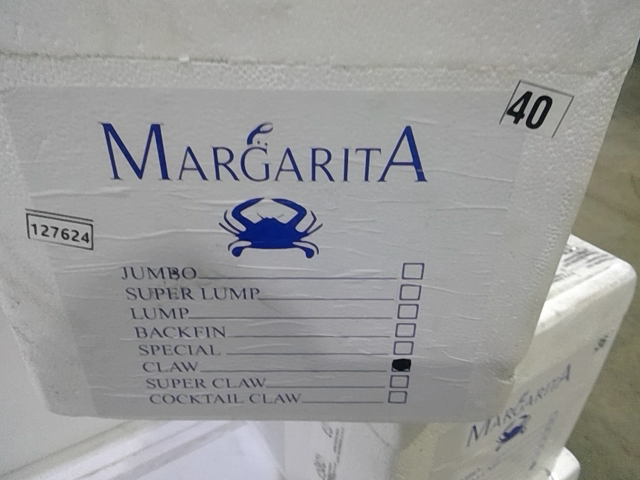 40
MARGARITA
127624
JUMBO
SUPER LUMP
LUMP
BACKFIN
SPECIAL
CLAW
SUPER CLAW
COCKTAIL CLAW
MARGARITA